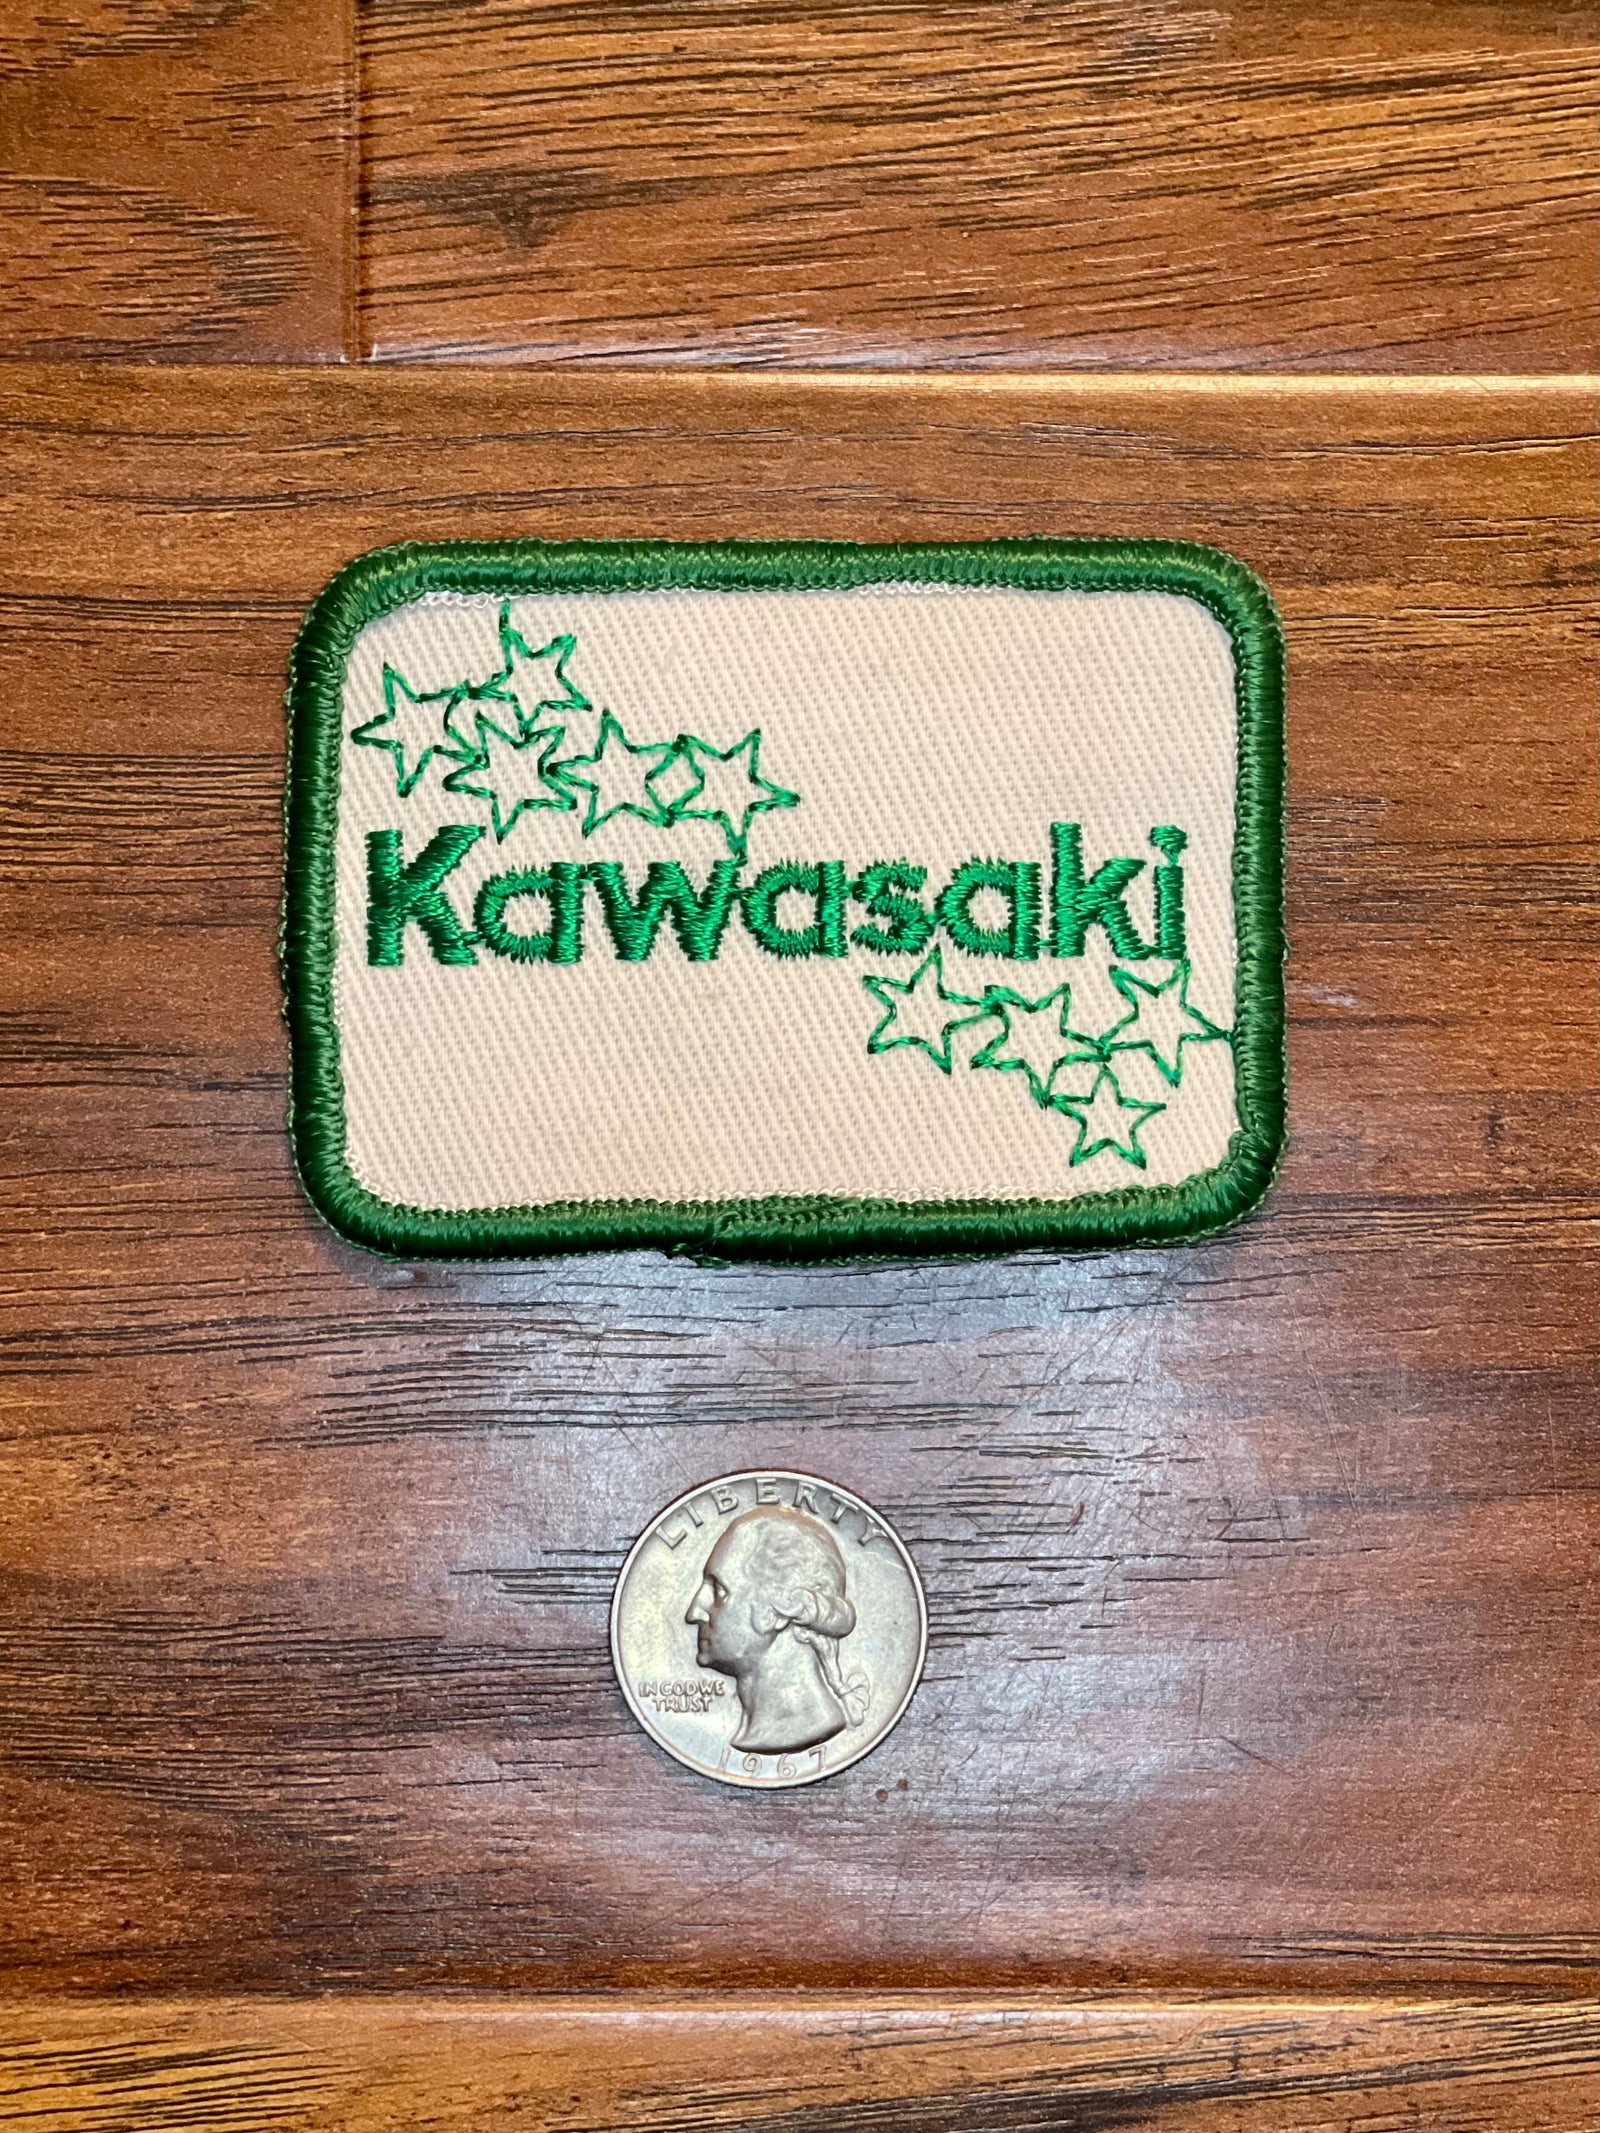 Kawasaki
LIBERTY
IN GOD WE
TRUST
1967